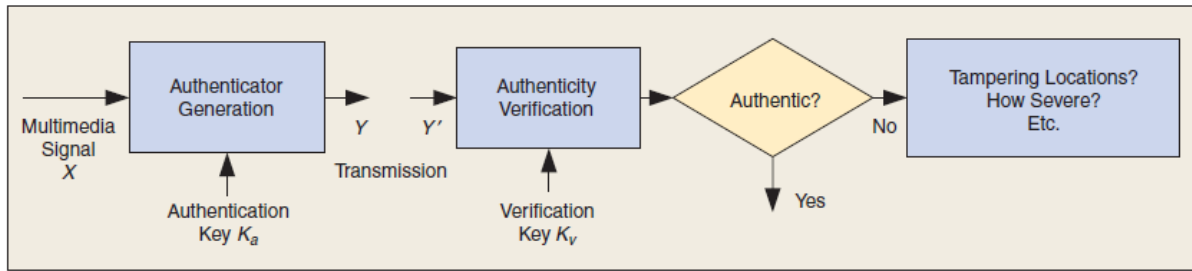 Multimedia
Signal
X
Authenticator
Generation
Authentication
Key Ka
Y
Transmission
Y'
Authenticity
Verification
Verification
Key Kv
Authentic?
Yes
No
Tampering Locations?
How Severe?
Etc.